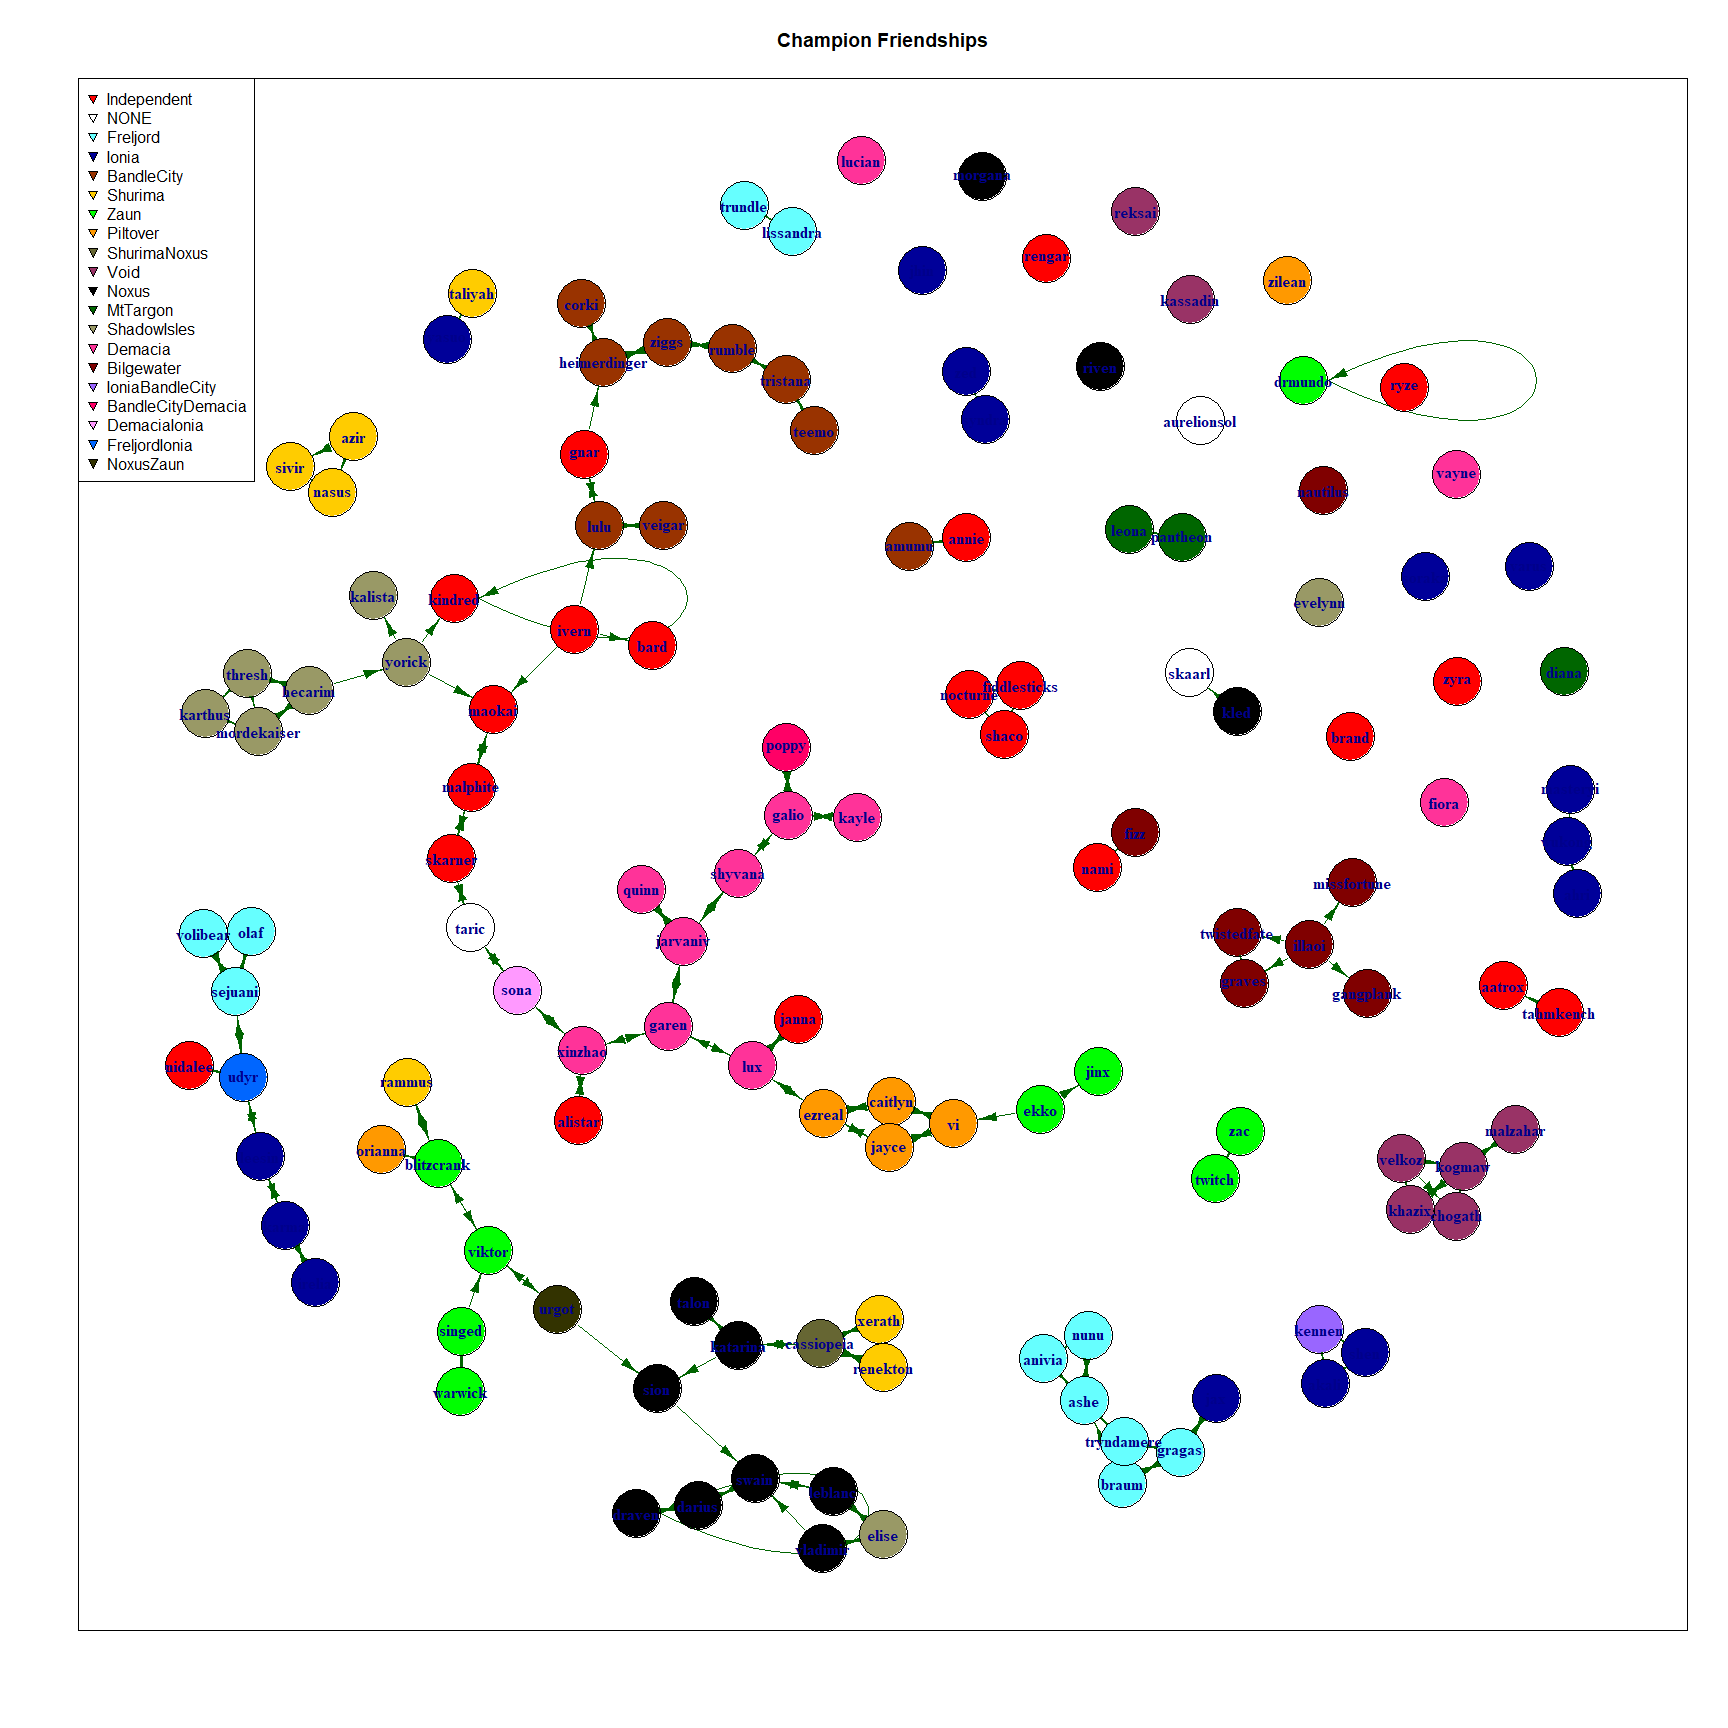 Champion Friendships
Independent
NONE
Freljord
Ionia
BandleCity
Shurima
Zaun
Piltover
ShurimaNoxus
Void
Noxus
MtTargon
ShadowIsles
Demacia
Bilgewater
IoniaBandleCity
BandleCityDemacia
DemaciaIonia
FreljordIonia
NoxusZaun
lucian
morgana
trundle
reksai
lissandra
rengar
zilean
taliyah
kassadin
corki
ziggs
rumble
heimerdinger
riven
tristana
drmundo
ryze
aurelionsol
teemo
azir
gnar
sivir
vayne
nasus
nautilus
lulu
veigar
leona
pantheon
annie
amumu
kalista
kindred
evelynn
ivern
bard
yorick
thresh
skaarl
diana
zyra
hecarim
fiddlesticks
nocturne
maokai
karthus
kled
mordekaiser
shaco
brand
poppy
malphite
fiora
galio
kayle
fizz
skarner
nami
shyvana
missfortune
quinn
taric
volibear
olaf
twistedfate
illaoi
jarvaniv
graves
aatrox
sejuani
sona
gangplank
tahmkench
garen
janna
xinzhao
nidalee
lux
jinx
udyr
rammus
caitlyn
ekko
ezreal
alistar
vi
zac
malzahar
jayce
orianna
blitzcrank
velkoz
kogmaw
twitch
khazix
chogath
viktor
talon
urgot
xerath
singed
kennen
nunu
katarina
cassiopeia
anivia
renekton
sion
warwick
ashe
tryndamere
gragas
swain
braum
leblanc
darius
draven
elise
vladimir